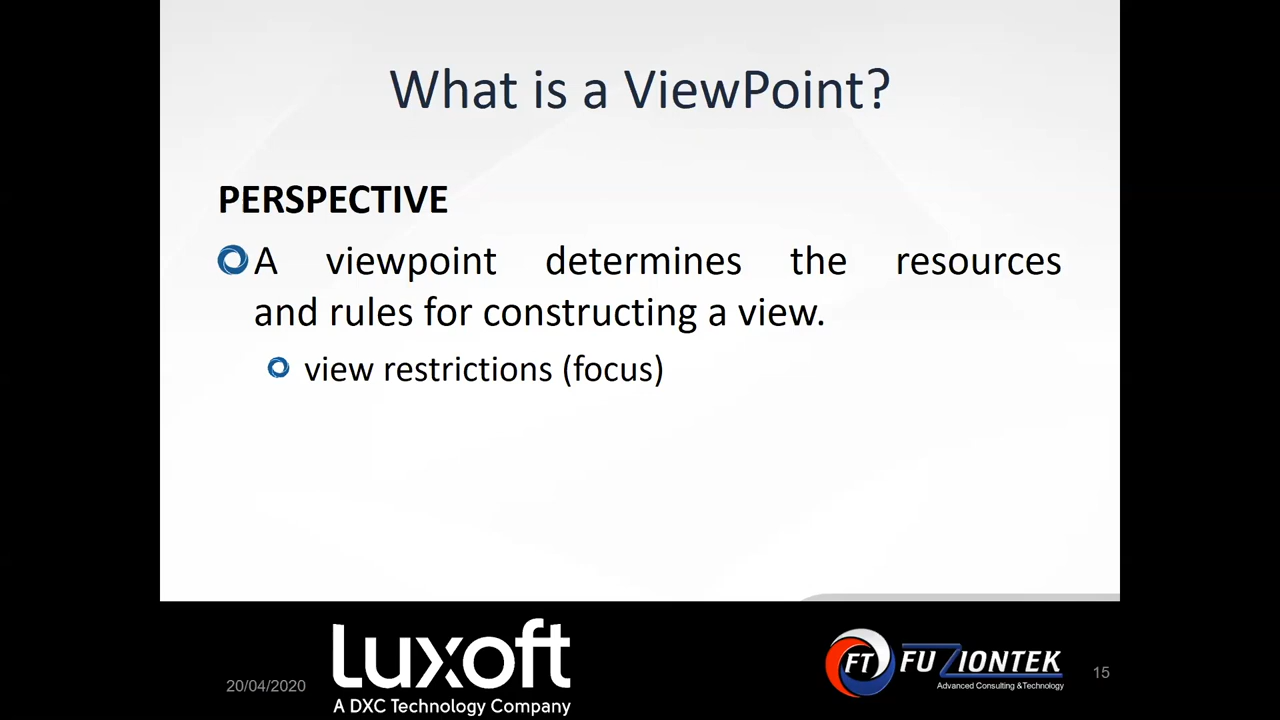 What is a ViewPoint?
PERSPECTIVE
A viewpoint determines the resources
and rules for constructing a view.
view restrictions (focus)
20/04/2020
Luxoft
A DXC Technology Company
FT
FUZIONTEK
Advanced Consulting &Technology
15